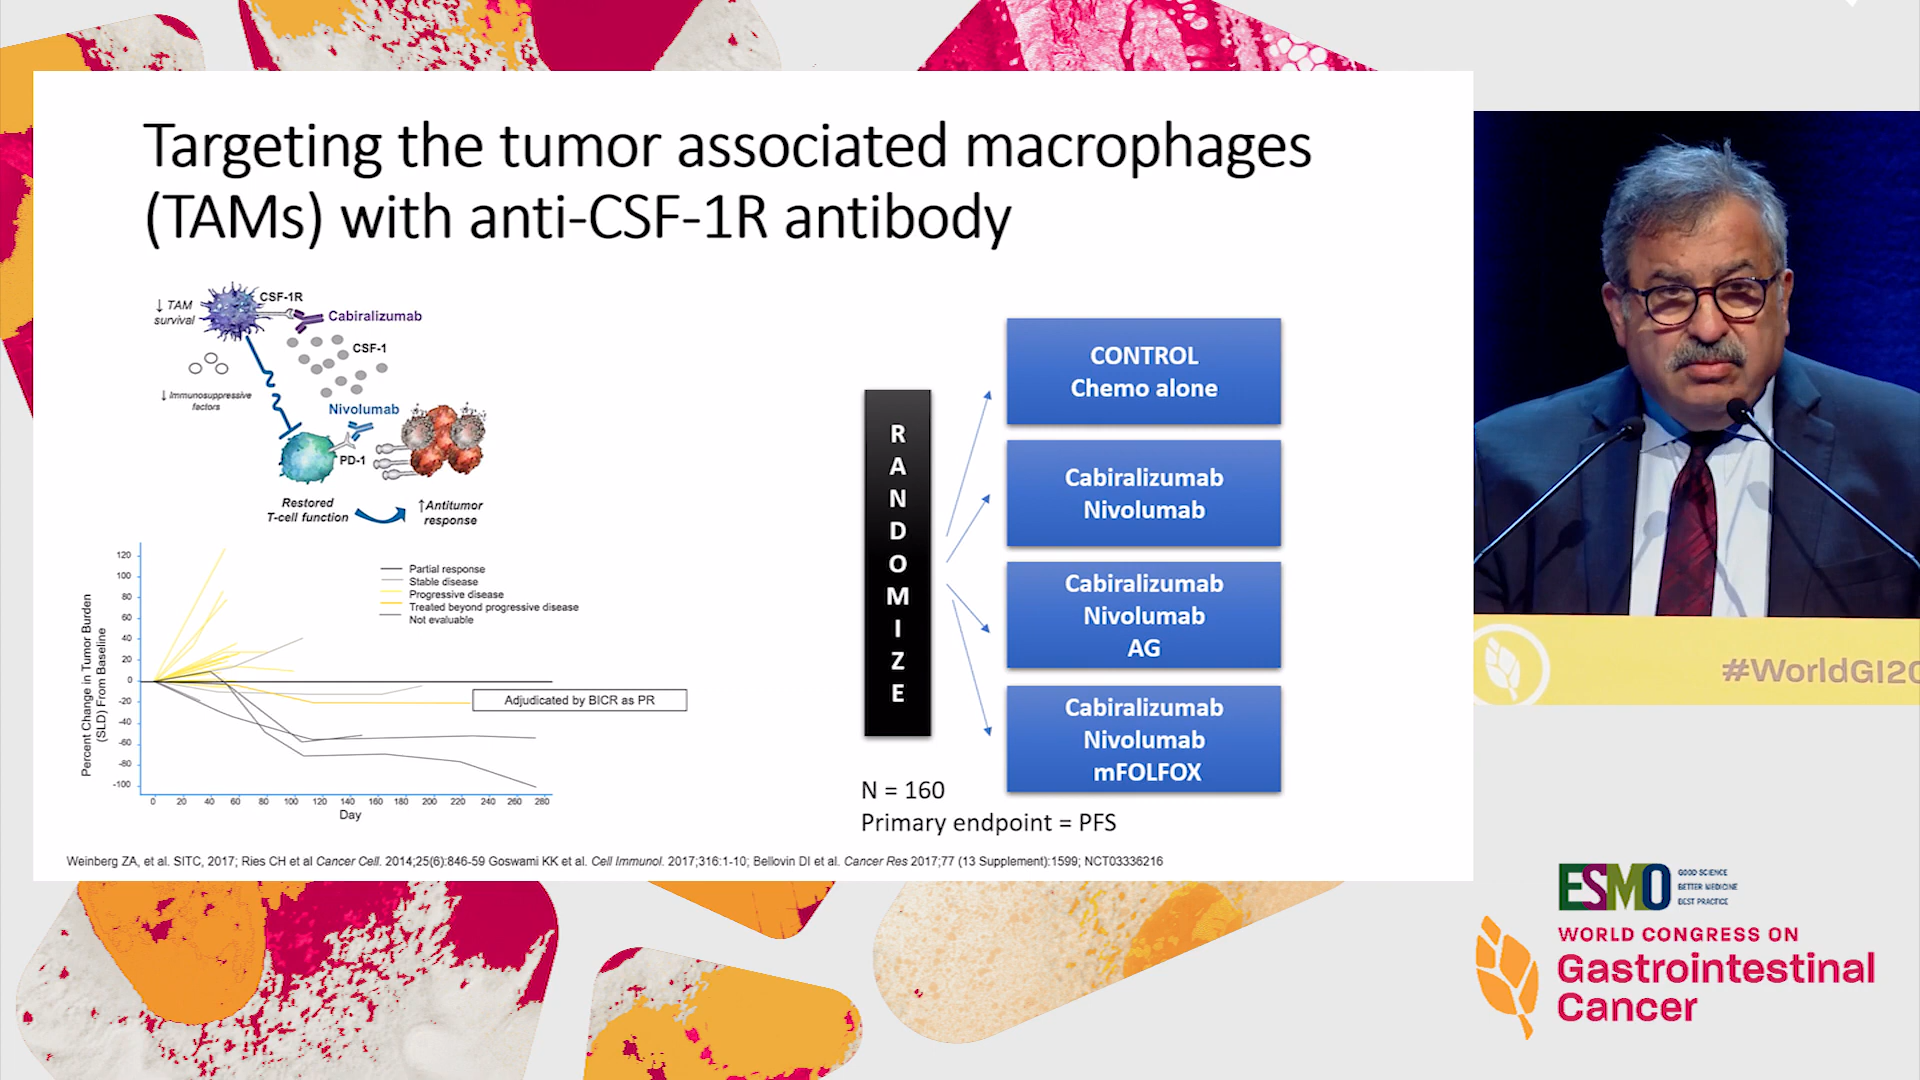 Targeting the tumor associated macrophages
(TAMs) with anti-CSF-1R antibody
↓ TAM
survival
CSF-1R
Cabiralizumab
CSF-1
↓ Immunosuppressive
factors
Nivolumab
PD-1
Restored
T-cell function
↑Antitumor
response
Percent Change in Tumor Burden
(SLD) From Baseline
120
100
80
60
40
20
0
-20
-40
-60
-80
-100
0 20 40 60 80 100 120 140 160 180 200 220 240 260 280
Day
Partial response
Stable disease
Progressive disease
Treated beyond progressive disease
Not evaluable
Adjudicated by BICR as PR
RANDOMIZE
CONTROL
Chemo alone
Cabiralizumab
Nivolumab
Cabiralizumab
Nivolumab
AG
Cabiralizumab
Nivolumab
mFOLFOX
N = 160
Primary endpoint = PFS
Weinberg ZA, et al. SITC, 2017; Ries CH et al Cancer Cell. 2014;25(6):846-59 Goswami KK et al. Cell Immunol. 2017;316:1-10; Bellovin DI et al. Cancer Res 2017;77 (13 Supplement):1599; NCT03336216
#WorldGI20
ESMO
GOOD SCIENCE
BETTER MEDICINE
BEST PRACTICE
WORLD CONGRESS ON
Gastrointestinal
Cancer